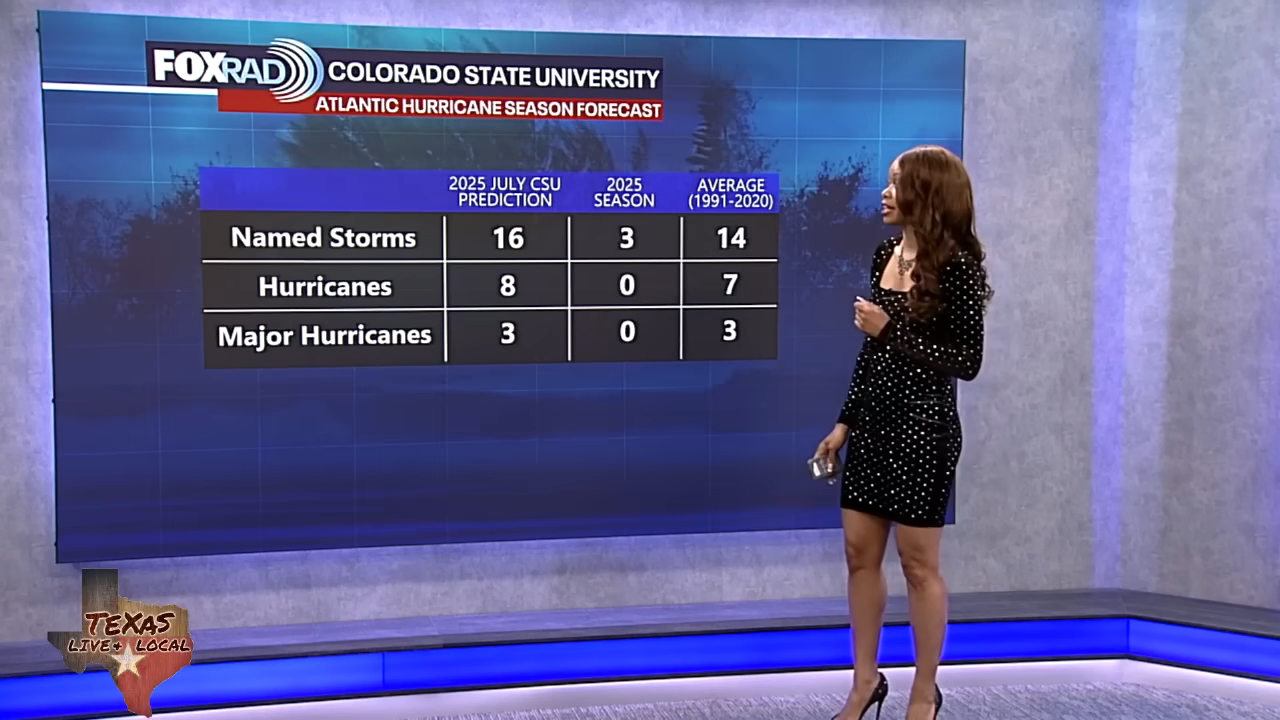 FOXRAD COLORADO STATE UNIVERSITY
ATLANTIC HURRICANE SEASON FORECAST
2025 JULY CSU PREDICTION 2025 SEASON AVERAGE (1991-2020)
Named Storms 16 3 14
Hurricanes 8 0 7
Major Hurricanes 3 0 3
TEXAS
LIVE & LOCAL